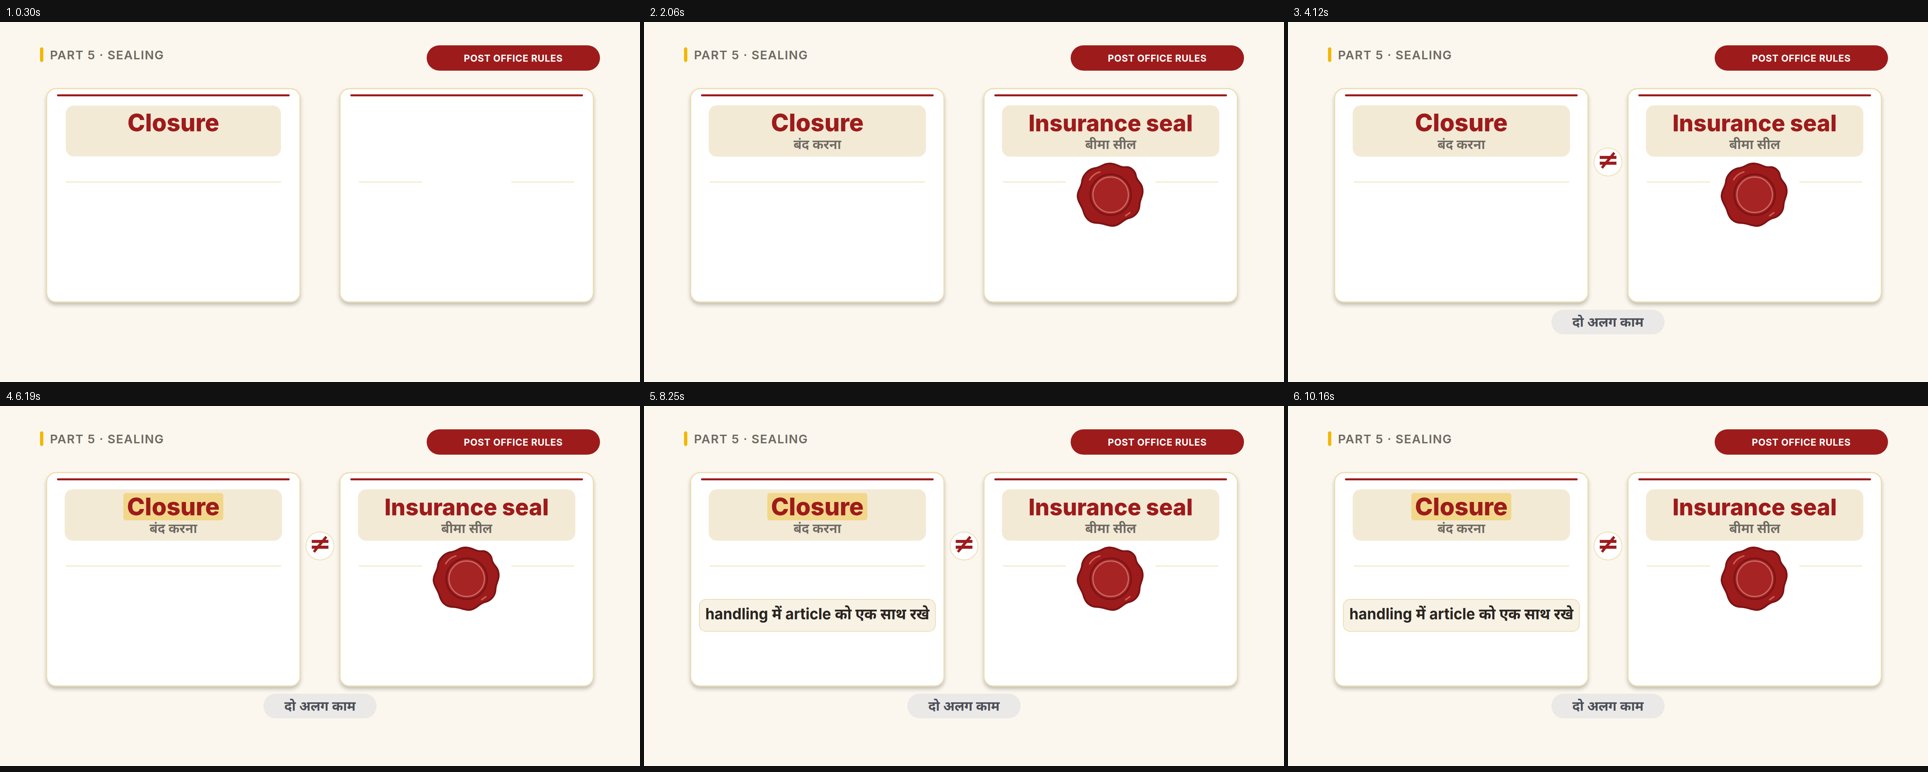 1. 0.30s
PART 5 · SEALING
POST OFFICE RULES
Closure
2. 2.06s
PART 5 · SEALING
POST OFFICE RULES
Closure
बंद करना
Insurance seal
बीमा सील
3. 4.12s
PART 5 · SEALING
POST OFFICE RULES
Closure
बंद करना
≠
Insurance seal
बीमा सील
दो अलग काम
4. 6.19s
PART 5 · SEALING
POST OFFICE RULES
Closure
बंद करना
≠
Insurance seal
बीमा सील
दो अलग काम
5. 8.25s
PART 5 · SEALING
POST OFFICE RULES
Closure
बंद करना
≠
Insurance seal
बीमा सील
handling में article को एक साथ रखे
दो अलग काम
6. 10.16s
PART 5 · SEALING
POST OFFICE RULES
Closure
बंद करना
≠
Insurance seal
बीमा सील
handling में article को एक साथ रखे
दो अलग काम